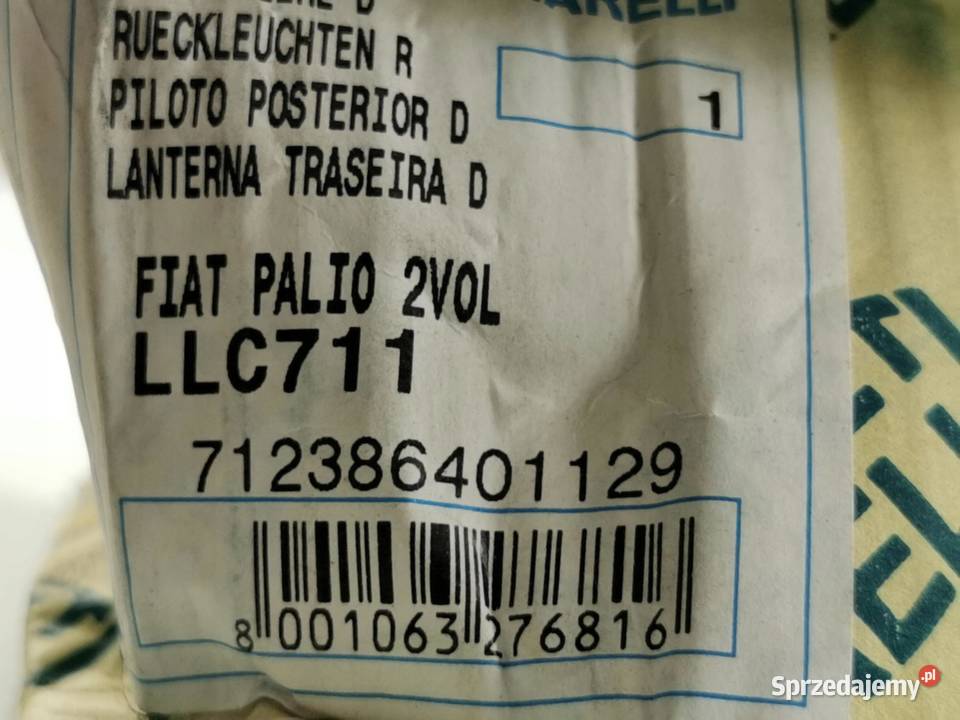 RUECKLEUCHTEN R
PILOTO POSTERIOR D
LANTERNA TRASEIRA D
1
FIAT PALIO 2VOL
LLC711
712386401129
8 001063 276816
Sprzedajemy.pl